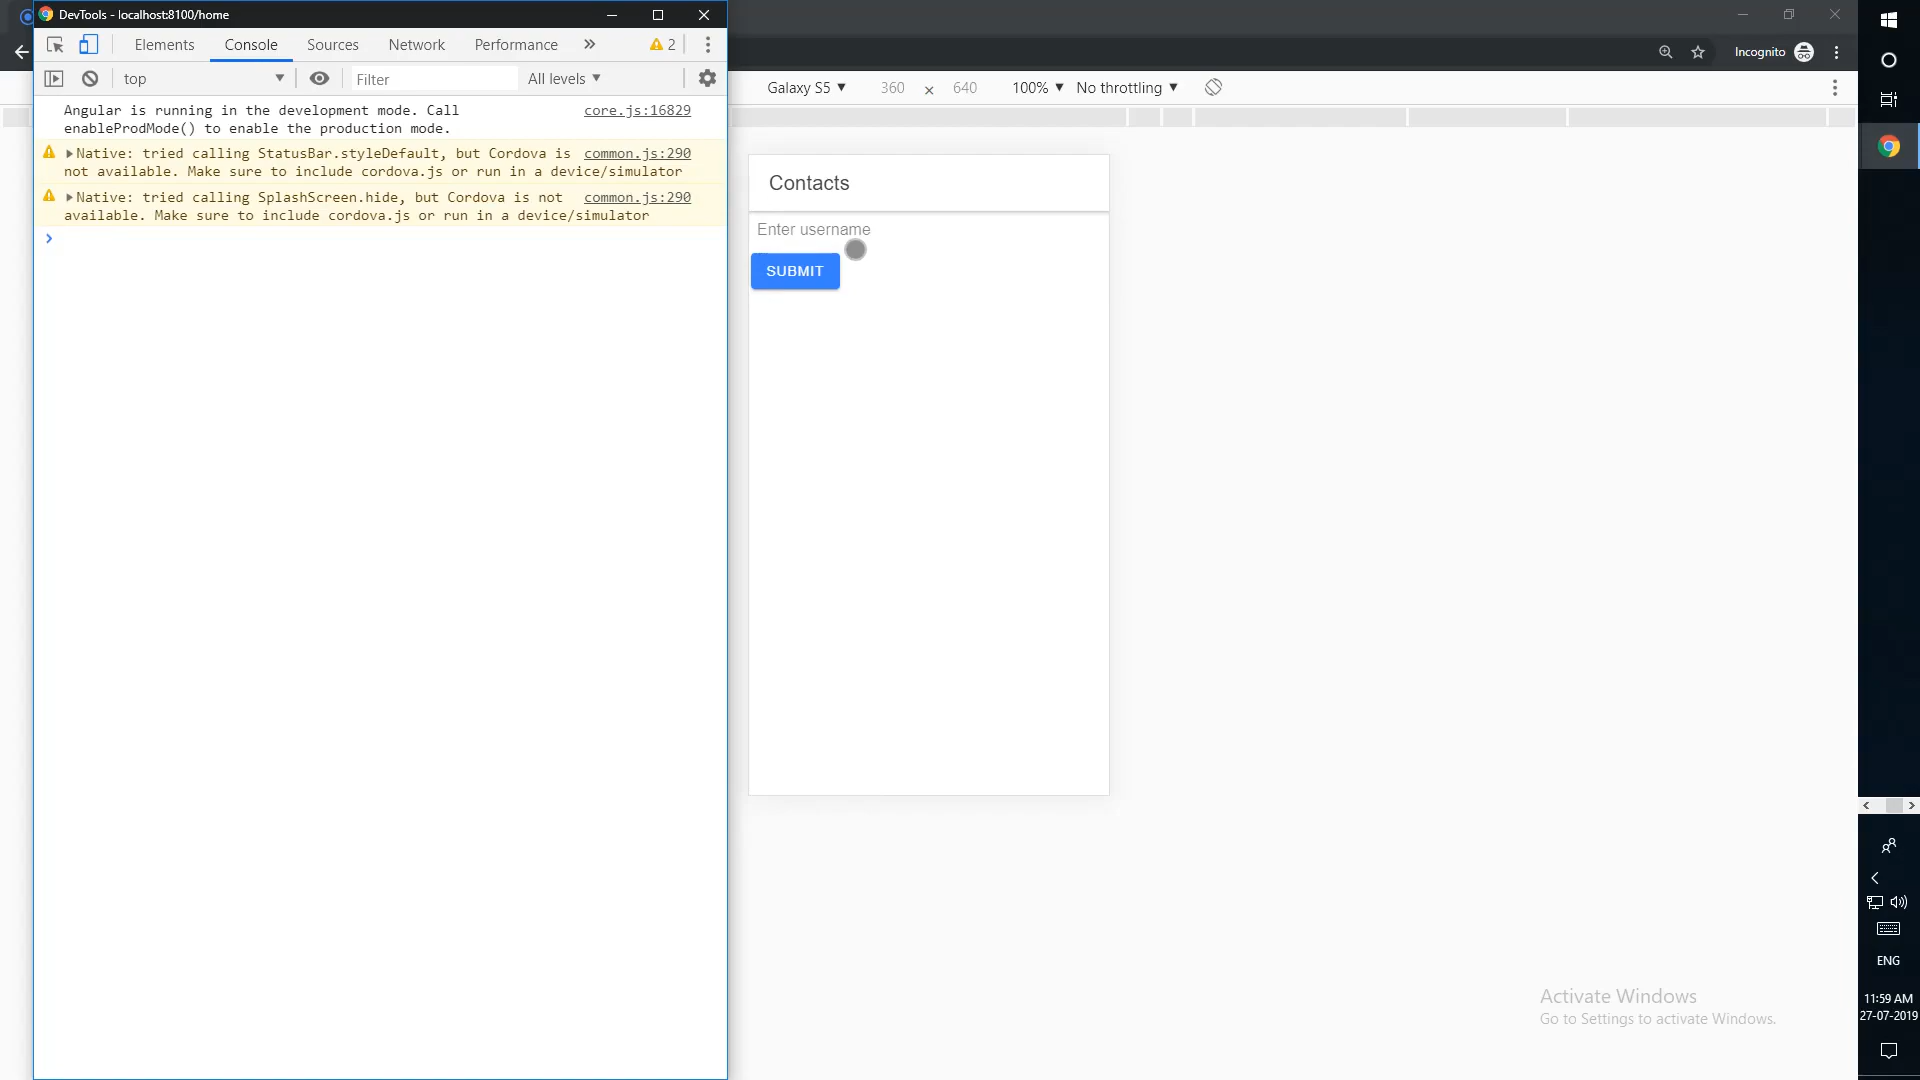 DevTools - localhost:8100/home
Elements Console Sources Network Performance » 2
top Filter All levels
Angular is running in the development mode. Call core.js:16829
enableProdMode() to enable the production mode.
Native: tried calling StatusBar.styleDefault, but Cordova is common.js:290
not available. Make sure to include cordova.js or run in a device/simulator
Native: tried calling SplashScreen.hide, but Cordova is not common.js:290
available. Make sure to include cordova.js or run in a device/simulator
Incognito
Galaxy S5 360 × 640 100% No throttling
Contacts
Enter username
SUBMIT
Activate Windows
Go to Settings to activate Windows.
ENG
11:59 AM
27-07-2019